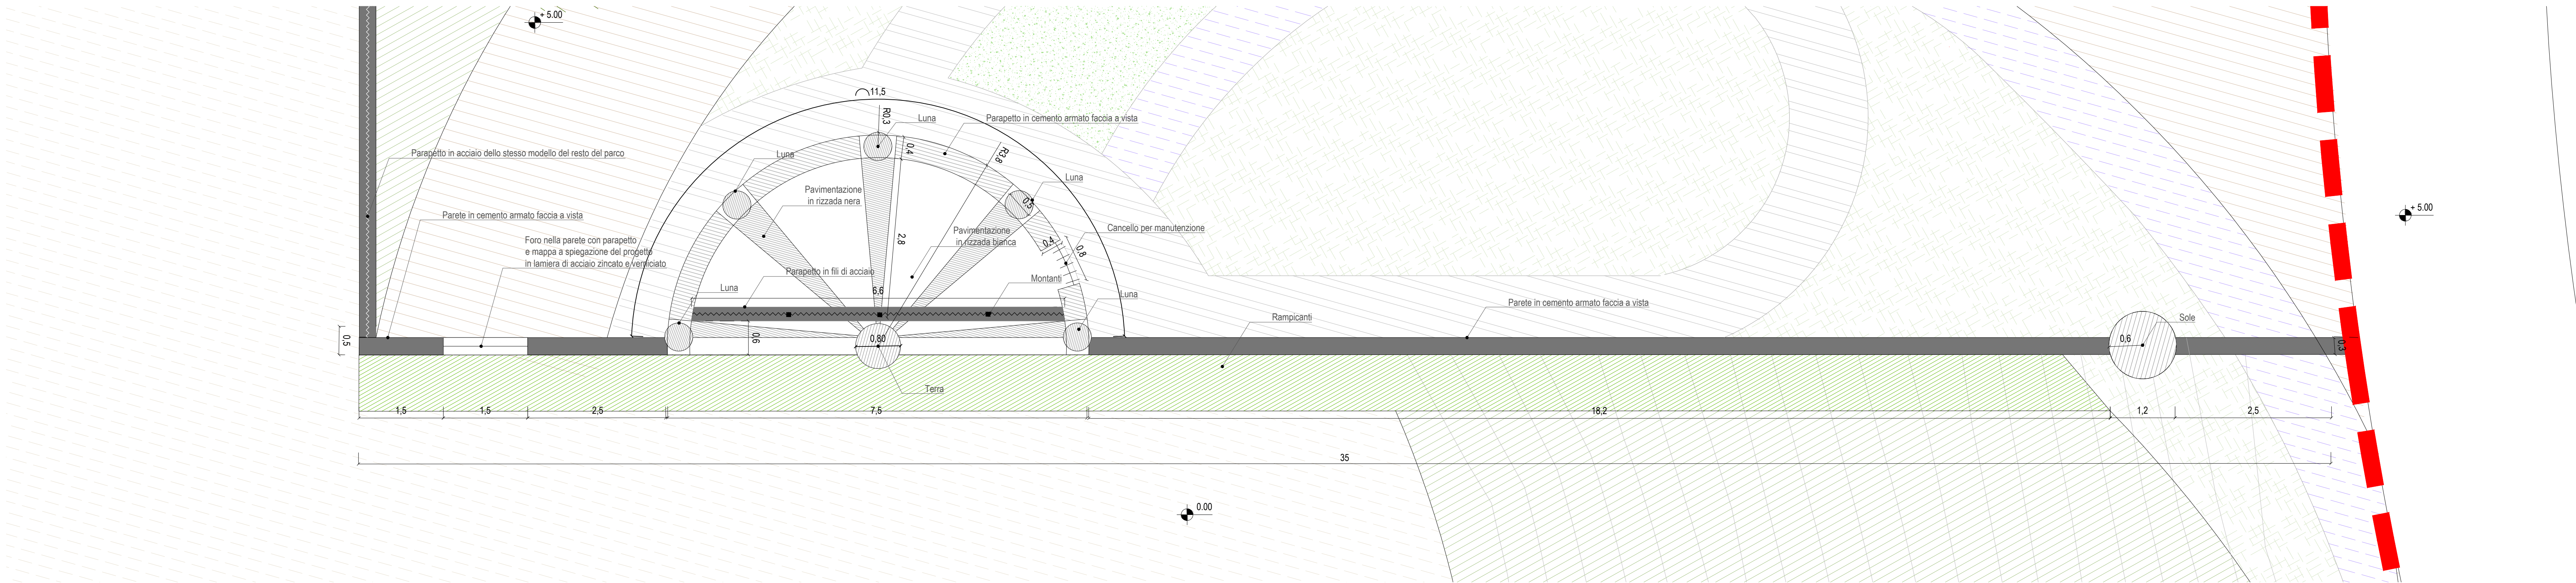 + 5.00
11,5
R0,3
Luna
Parapetto in cemento armato faccia a vista
0,4
R3,8
Parapetto in acciaio dello stesso modello del resto del parco
Luna
Luna
Pavimentazione
in rizzada nera
0,5
Parete in cemento armato faccia a vista
+ 5.00
Pavimentazione
in rizzada bianca
Cancello per manutenzione
2,8
0,4
0,8
Foro nella parete con parapetto
e mappa a spiegazione del progetto
in lamiera di acciaio zincato e verniciato
Parapetto in fili di acciaio
Montanti
Luna
6,6
Luna
Parete in cemento armato faccia a vista
Rampicanti
Sole
0,5
0,6
0,80
0,6
0,3
Terra
1,5
1,5
2,5
7,5
18,2
1,2
2,5
35
0.00